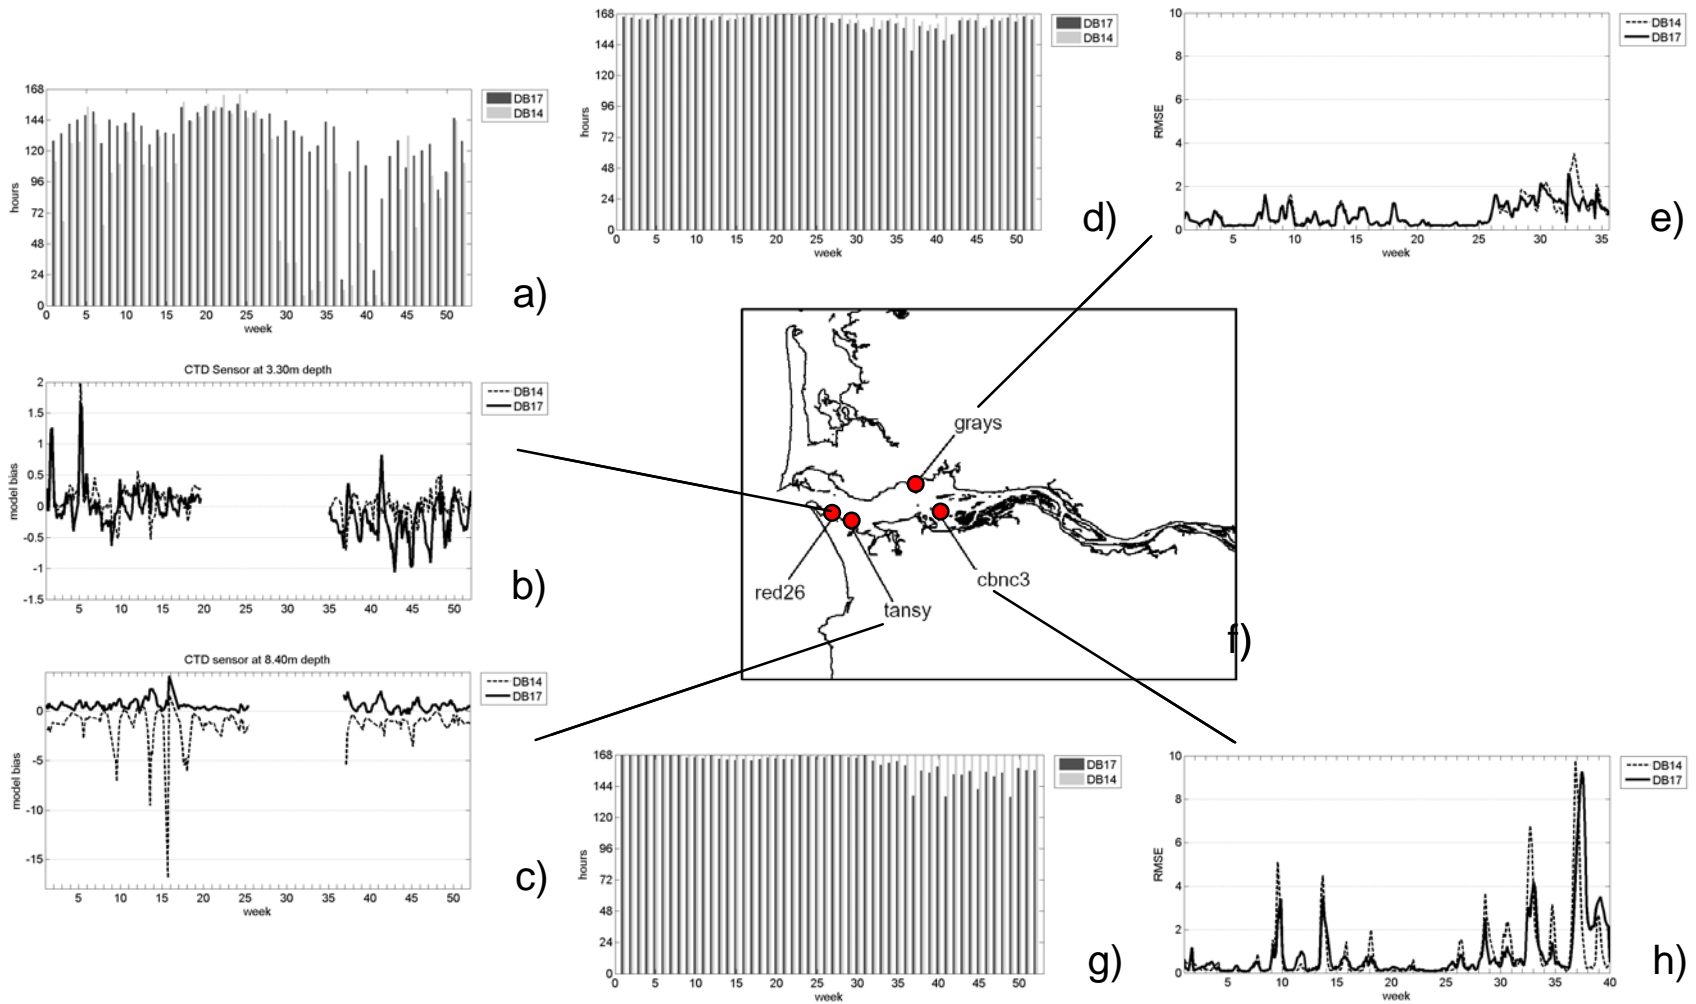 168
144
120
96
72
48
24
0
hours
0 5 10 15 20 25 30 35 40 45 50
week
DB17
DB14
a)
CTD Sensor at 3.30m depth
2
1.5
1
0.5
0
-0.5
-1
-1.5
model bias
5 10 15 20 25 30 35 40 45 50
week
DB14
DB17
b)
CTD sensor at 8.40m depth
0
-5
-10
-15
model bias
5 10 15 20 25 30 35 40 45 50
week
DB14
DB17
c)
168
144
120
96
72
48
24
0
hours
0 5 10 15 20 25 30 35 40 45 50
week
DB17
DB14
d)
10
8
6
4
2
0
RMSE
5 10 15 20 25 30 35
week
DB14
DB17
e)
grays
red26
tansy
cbnc3
f)
168
144
120
96
72
48
24
0
hours
0 5 10 15 20 25 30 35 40 45 50
week
DB17
DB14
g)
10
8
6
4
2
0
RMSE
5 10 15 20 25 30 35 40
week
DB14
DB17
h)